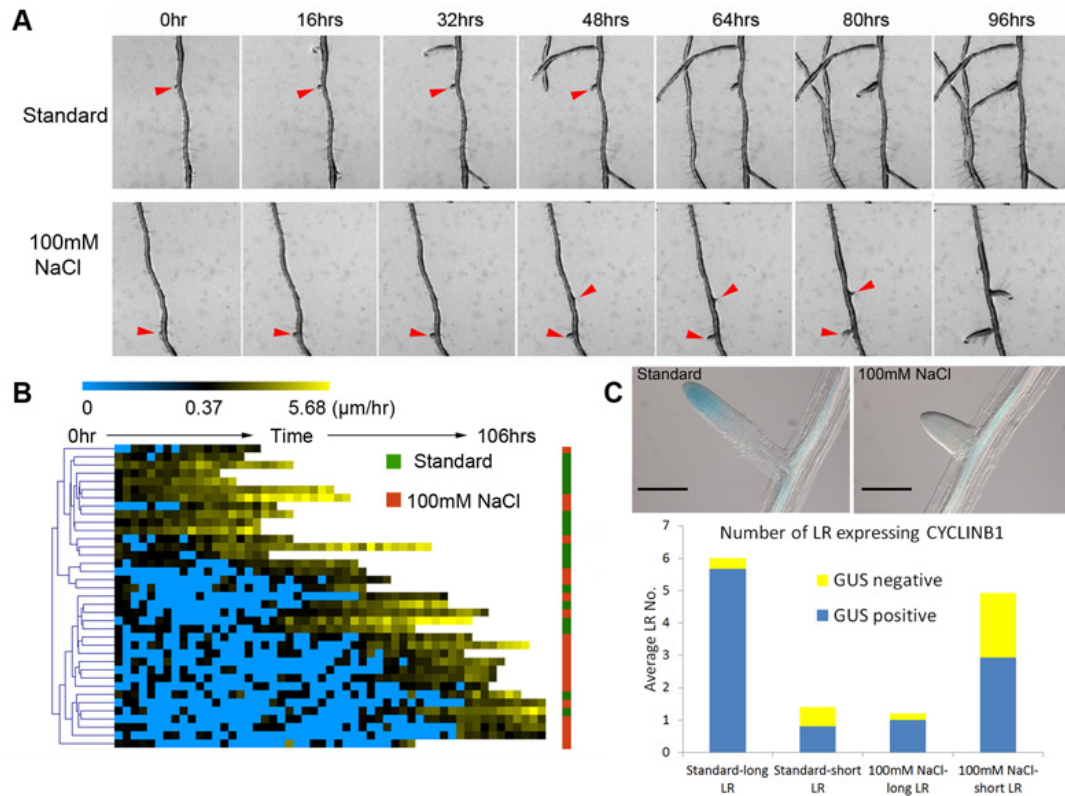 A
0hr 16hrs 32hrs 48hrs 64hrs 80hrs 96hrs
Standard
100mM
NaCl
B
0 0.37 5.68 (μm/hr)
0hr Time 106hrs
Standard
100mM NaCl
C
Standard 100mM NaCl
Number of LR expressing CYCLINB1
GUS negative
GUS positive
Average LR No.
7
6
5
4
3
2
1
0
Standard-long LR
Standard-short LR
100mM NaCl-long LR
100mM NaCl-short LR